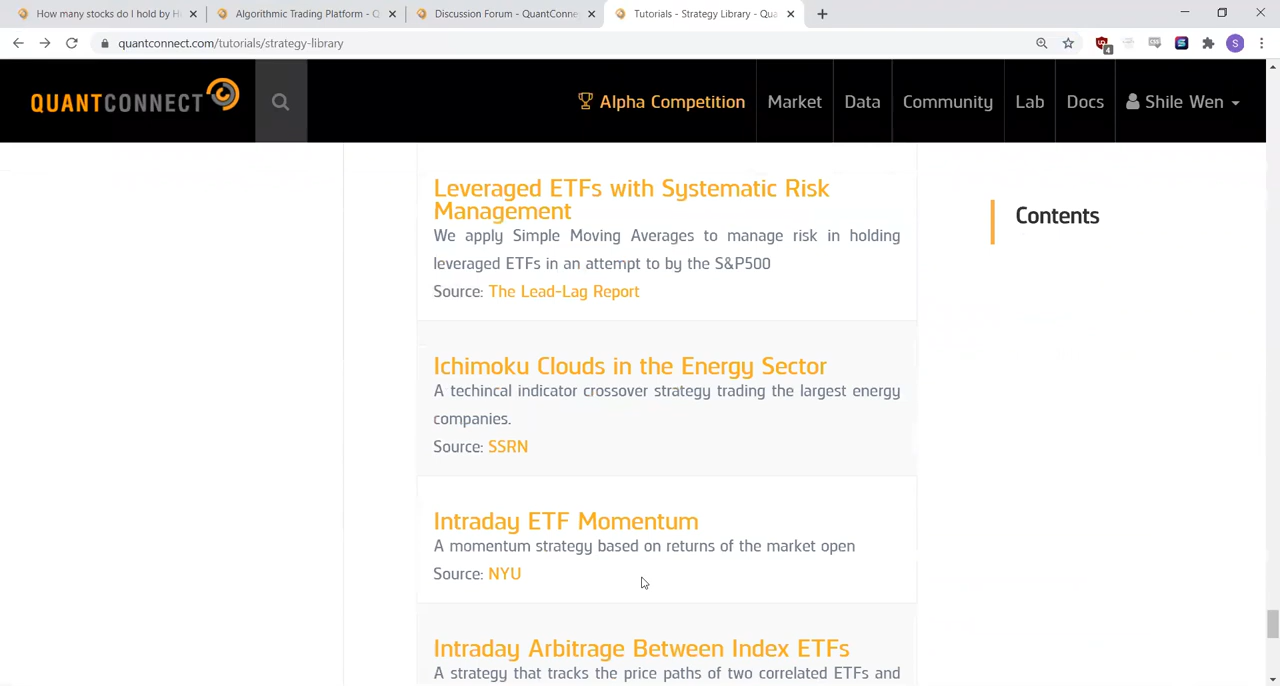 How many stocks do I hold by H
Algorithmic Trading Platform - Q
Discussion Forum - QuantConne
Tutorials - Strategy Library - Qua
quantconnect.com/tutorials/strategy-library
4
S
QUANTCONNECT
Alpha Competition
Market
Data
Community
Lab
Docs
Shile Wen
Leveraged ETFs with Systematic Risk
Management
We apply Simple Moving Averages to manage risk in holding
leveraged ETFs in an attempt to by the S&P500
Source: The Lead-Lag Report
Contents
Ichimoku Clouds in the Energy Sector
A techincal indicator crossover strategy trading the largest energy
companies.
Source: SSRN
Intraday ETF Momentum
A momentum strategy based on returns of the market open
Source: NYU
Intraday Arbitrage Between Index ETFs
A strategy that tracks the price paths of two correlated ETFs and